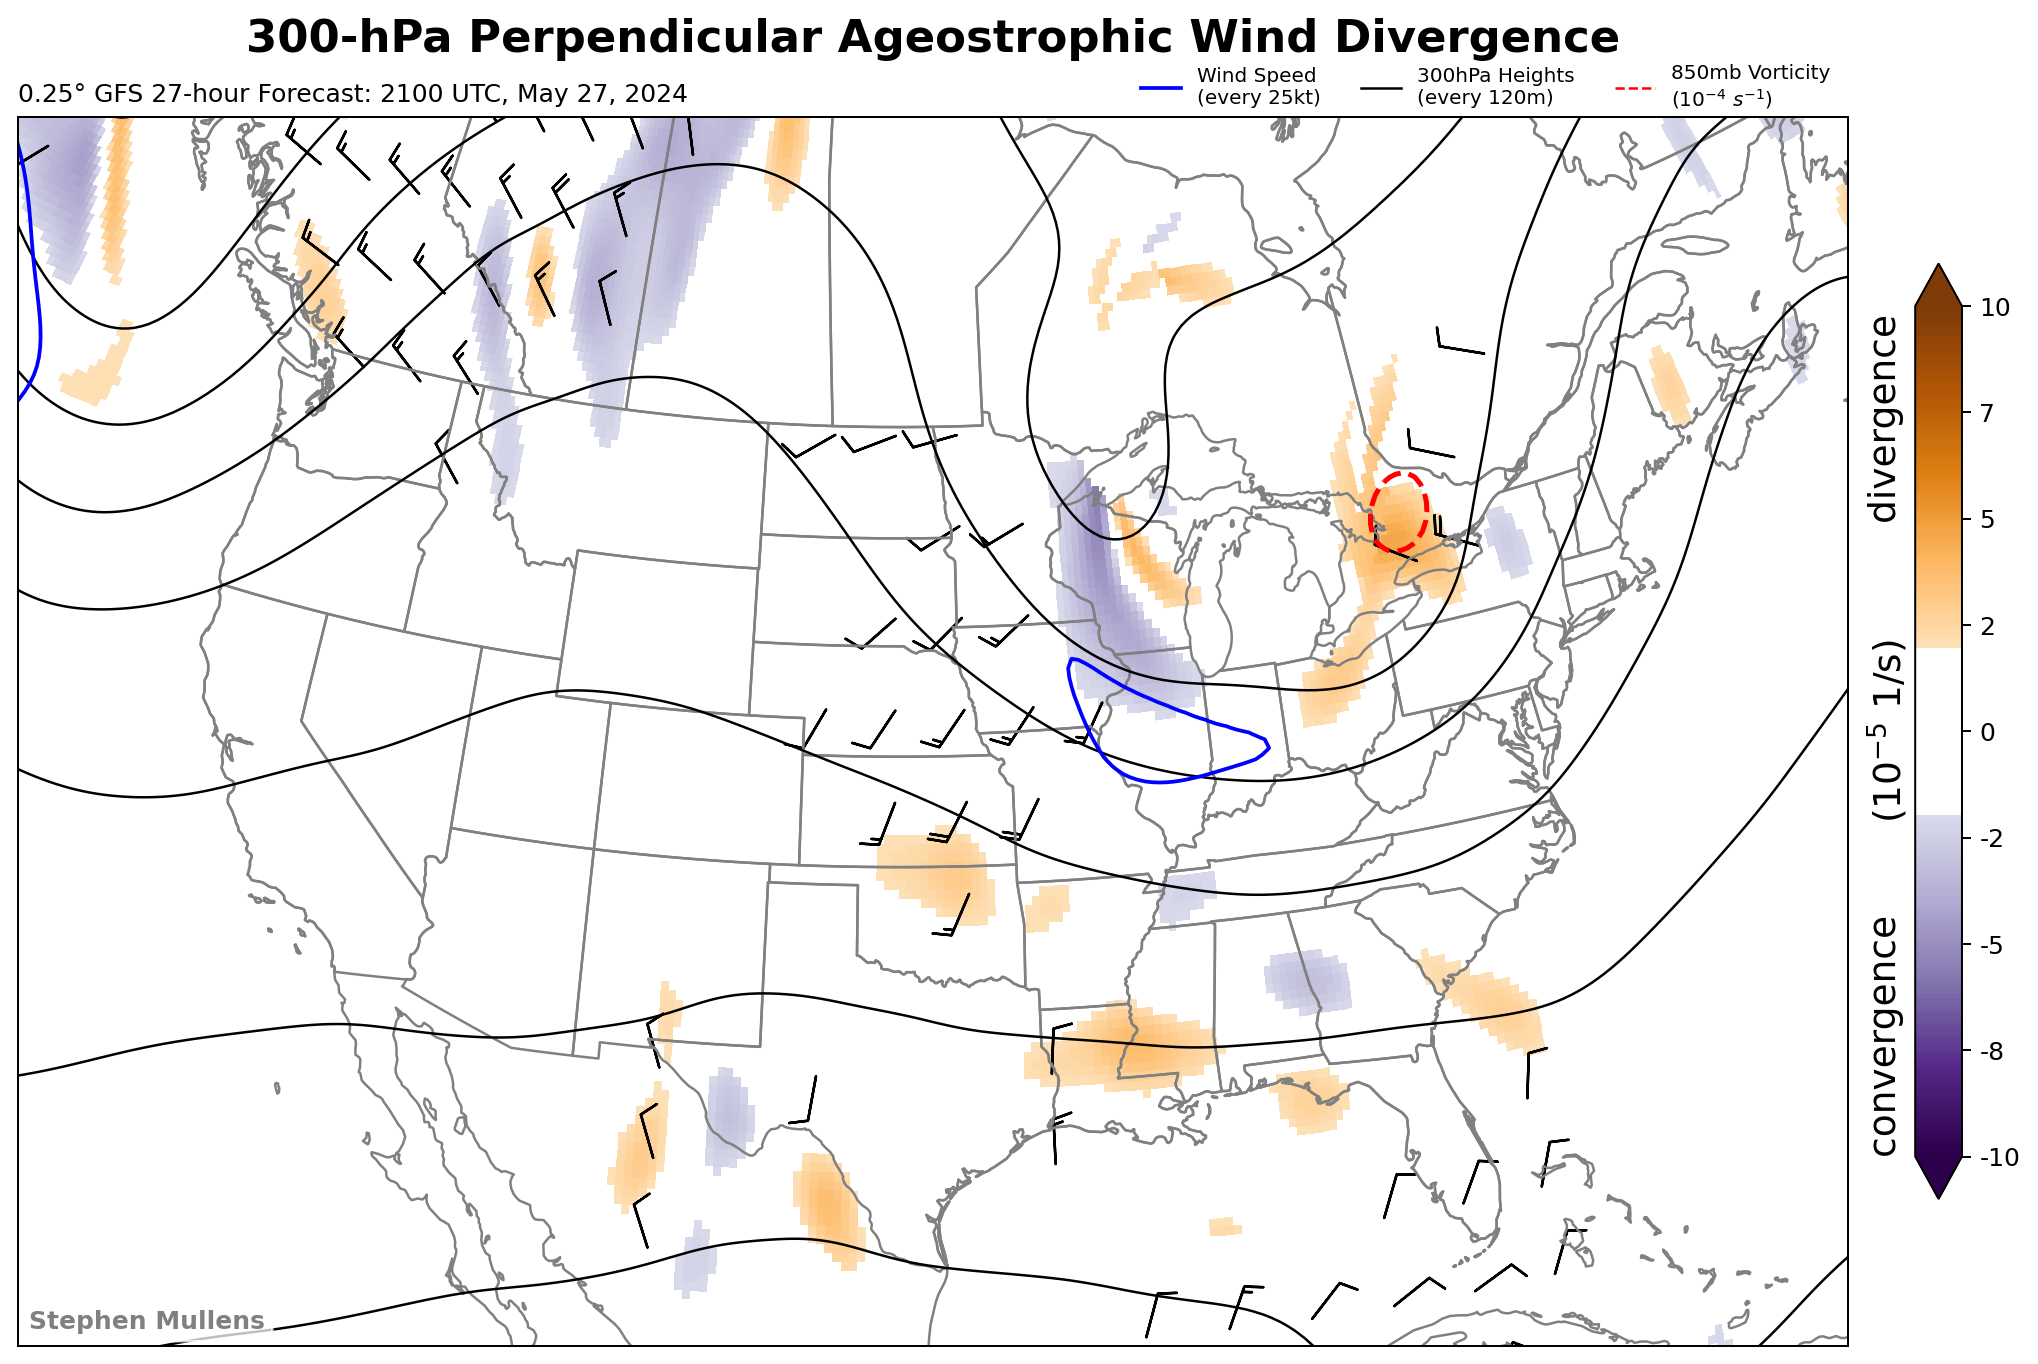 300-hPa Perpendicular Ageostrophic Wind Divergence
0.25° GFS 27-hour Forecast: 2100 UTC, May 27, 2024
Wind Speed
(every 25kt)
300hPa Heights
(every 120m)
850mb Vorticity
(10⁻⁴ s⁻¹)
10
7
5
2
0
-2
-5
-8
-10
convergence (10⁻⁵ 1/s) divergence
Stephen Mullens